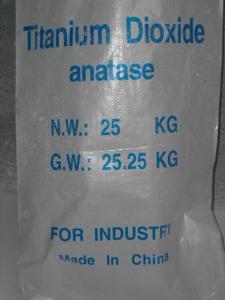 Titanium Dioxide
anatase
N.W.: 25 KG
G.W.: 25.25 KG
FOR INDUSTRY
Made In China